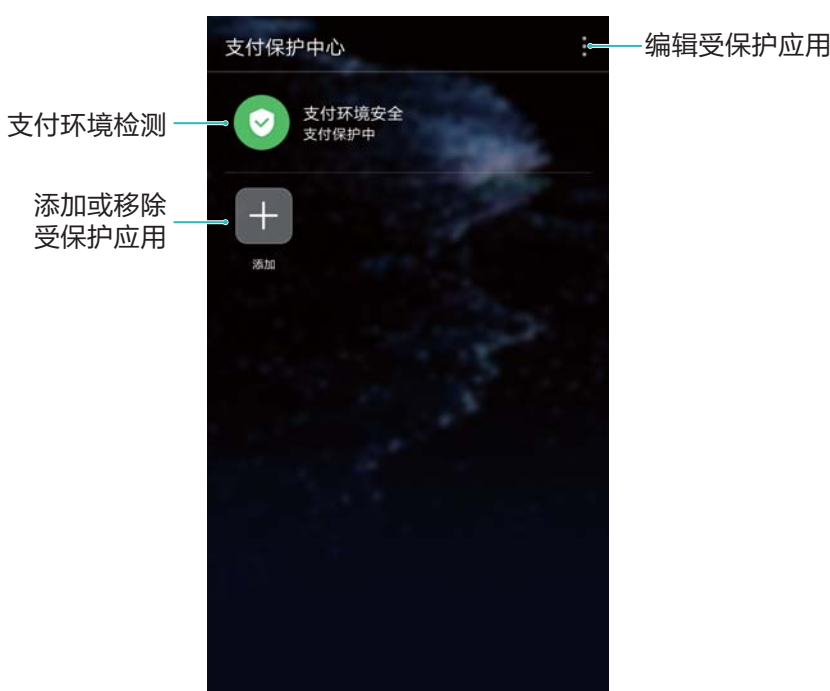 支付保护中心
编辑受保护应用
支付环境检测
支付环境安全
支付保护中
添加或移除
受保护应用
添加